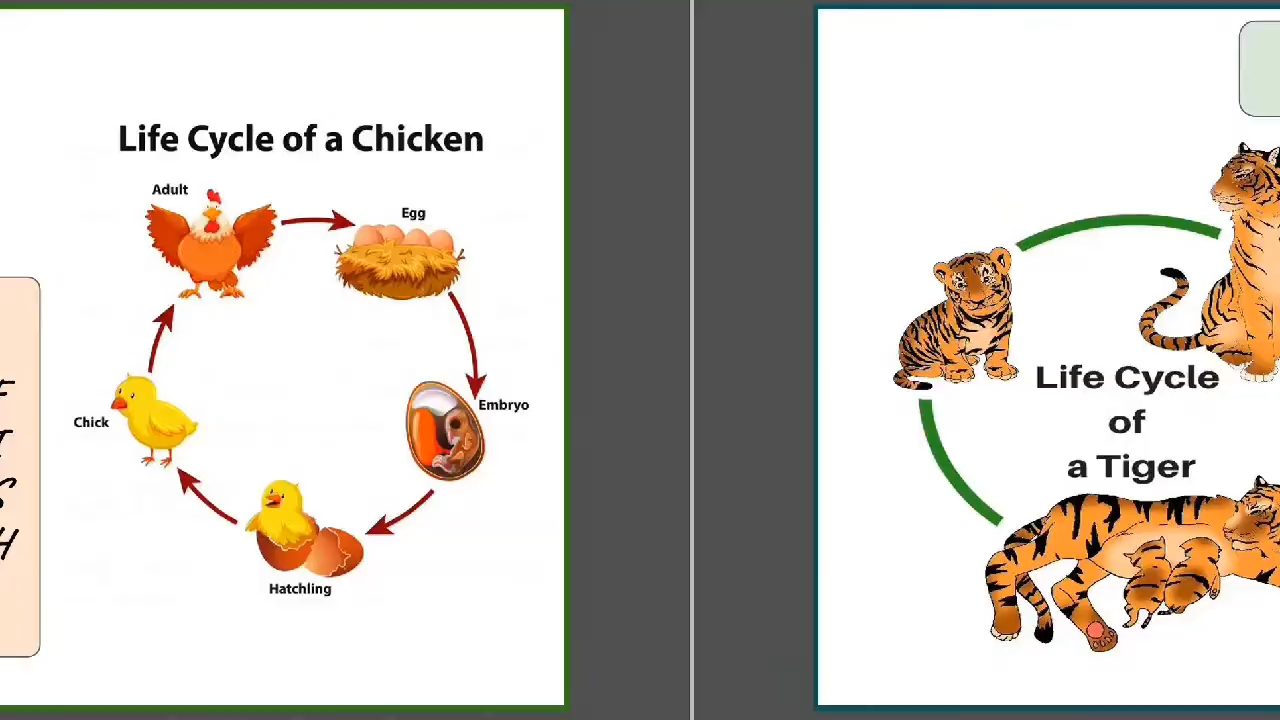 Life Cycle of a Chicken
Adult
Egg
Embryo
Chick
Hatchling
Life Cycle
of
a Tiger